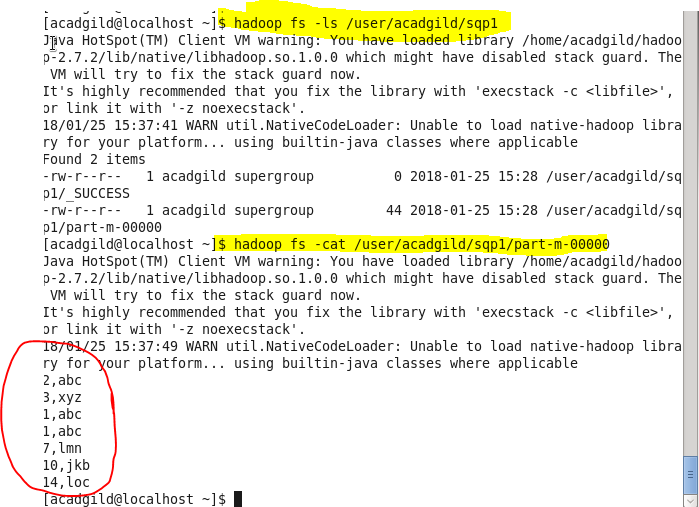 [acadgild@localhost ~]$ hadoop fs -ls /user/acadgild/sqp1
Java HotSpot(TM) Client VM warning: You have loaded library /home/acadgild/hadoo
p-2.7.2/lib/native/libhadoop.so.1.0.0 which might have disabled stack guard. The
 VM will try to fix the stack guard now.
It's highly recommended that you fix the library with 'execstack -c <libfile>',
or link it with '-z noexecstack'.
18/01/25 15:37:41 WARN util.NativeCodeLoader: Unable to load native-hadoop libra
ry for your platform... using builtin-java classes where applicable
Found 2 items
-rw-r--r--   1 acadgild supergroup          0 2018-01-25 15:28 /user/acadgild/sq
p1/_SUCCESS
-rw-r--r--   1 acadgild supergroup         44 2018-01-25 15:28 /user/acadgild/sq
p1/part-m-00000
[acadgild@localhost ~]$ hadoop fs -cat /user/acadgild/sqp1/part-m-00000
Java HotSpot(TM) Client VM warning: You have loaded library /home/acadgild/hadoo
p-2.7.2/lib/native/libhadoop.so.1.0.0 which might have disabled stack guard. The
 VM will try to fix the stack guard now.
It's highly recommended that you fix the library with 'execstack -c <libfile>',
or link it with '-z noexecstack'.
18/01/25 15:37:49 WARN util.NativeCodeLoader: Unable to load native-hadoop libra
ry for your platform... using builtin-java classes where applicable
2,abc
3,xyz
1,abc
1,abc
7,lmn
10,jkb
14,loc
[acadgild@localhost ~]$